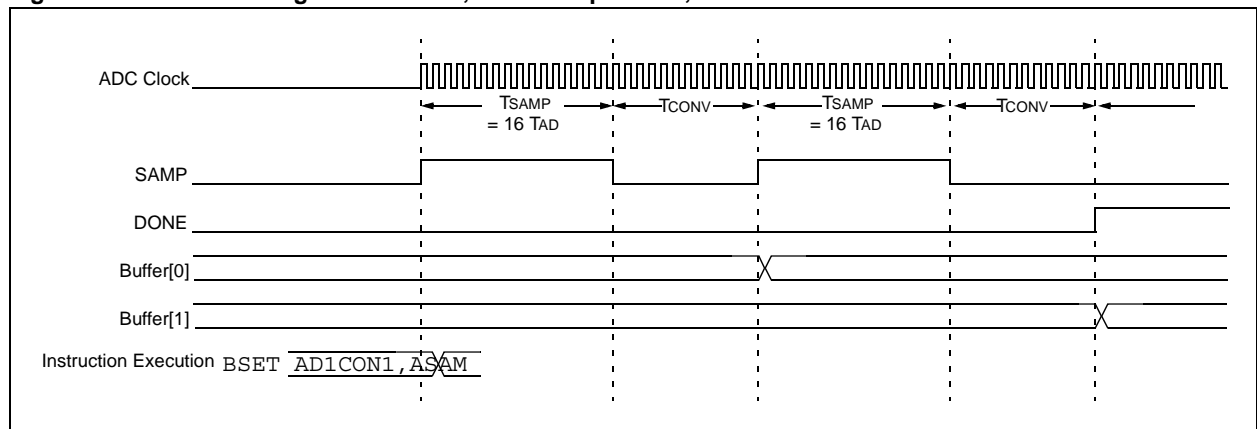 ADC Clock
TSAMP
= 16 TAD
TCONV
TSAMP
= 16 TAD
TCONV
SAMP
DONE
Buffer[0]
Buffer[1]
Instruction Execution BSET AD1CON1,ASAM